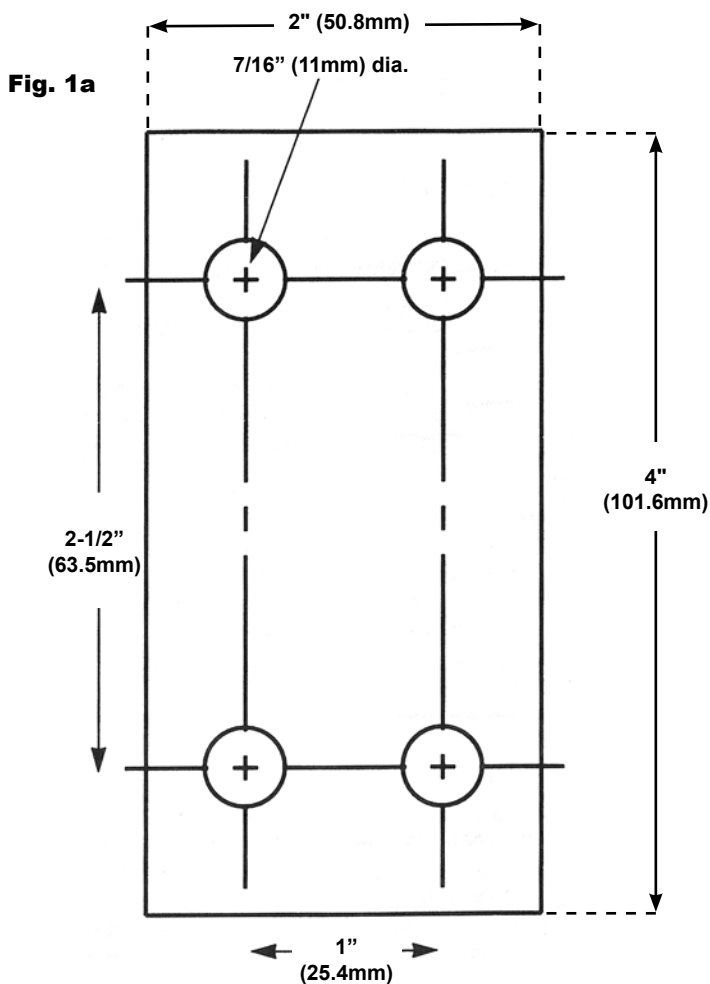 2" (50.8mm)
7/16” (11mm) dia.
Fig. 1a
4"
(101.6mm)
2-1/2”
(63.5mm)
1”
(25.4mm)